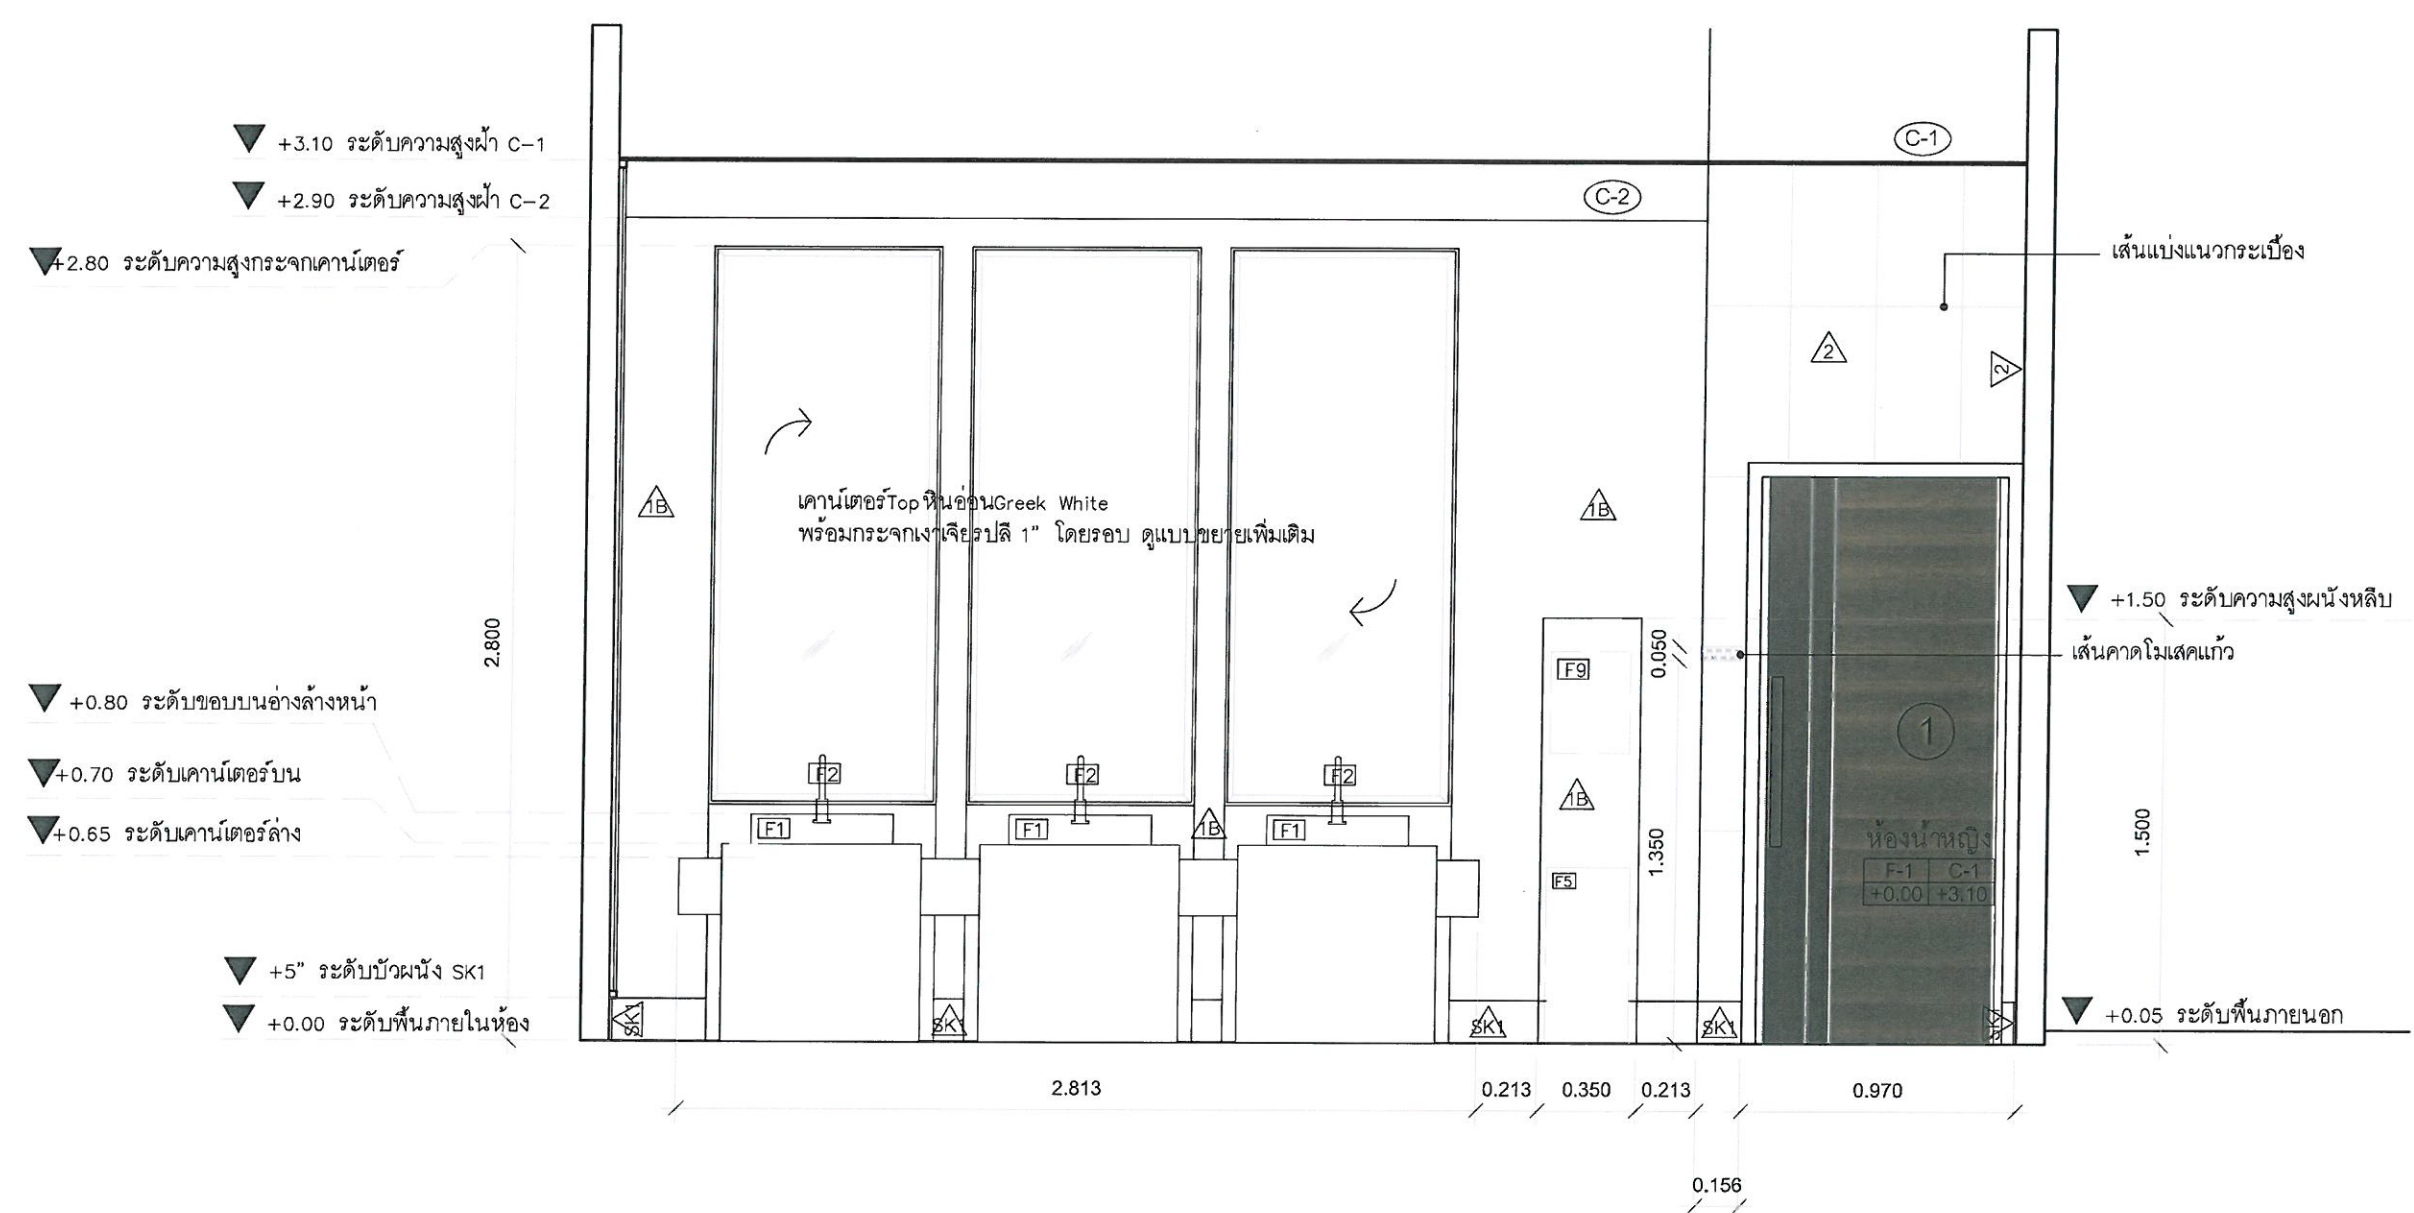 C-1
+3.10 ระดับความสูงฝ้า C-1
C-2
+2.90 ระดับความสูงฝ้า C-2
+2.80 ระดับความสูงกระจกเคาน์เตอร์
เส้นแบ่งแนวกระเบื้อง
2
2
1B
1B
เคาน์เตอร์Topหินอ่อนGreek White
พร้อมกระจกเงาเจียรปลี 1" โดยรอบ ดูแบบขยายเพิ่มเติม
+1.50 ระดับความสูงผนังหลืบ
เส้นคาดโมเสคแก้ว
2.800
0.050
F9
+0.80 ระดับขอบบนอ่างล้างหน้า
1
+0.70 ระดับเคาน์เตอร์บน
F2
F2
F2
1B
+0.65 ระดับเคาน์เตอร์ล่าง
F1
F1
1B
F1
1.350
1.500
ห้องน้ำหญิง
F5
F-1 C-1
+0.00 +3.10
+5" ระดับบัวผนัง SK1
+0.00 ระดับพื้นภายในห้อง
SK1
SK1
SK1
SK1
SK1
+0.05 ระดับพื้นภายนอก
2.813
0.213
0.350
0.213
0.970
0.156